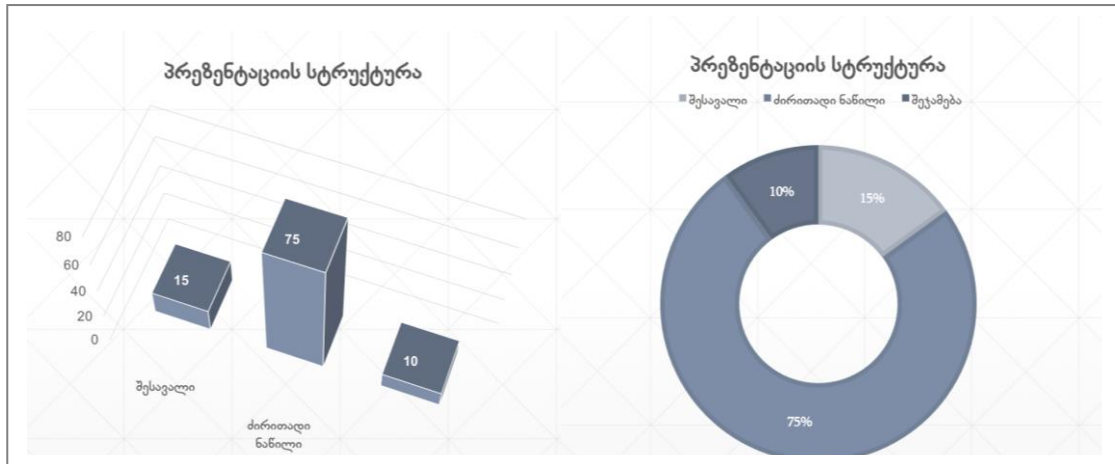 პრეზენტაციის სტრუქტურა
80
60
40
20
0
15
75
10
შესავალი
ძირითადი
ნაწილი
პრეზენტაციის სტრუქტურა
შესავალი ძირითადი ნაწილი შეჯამება
10%
15%
75%